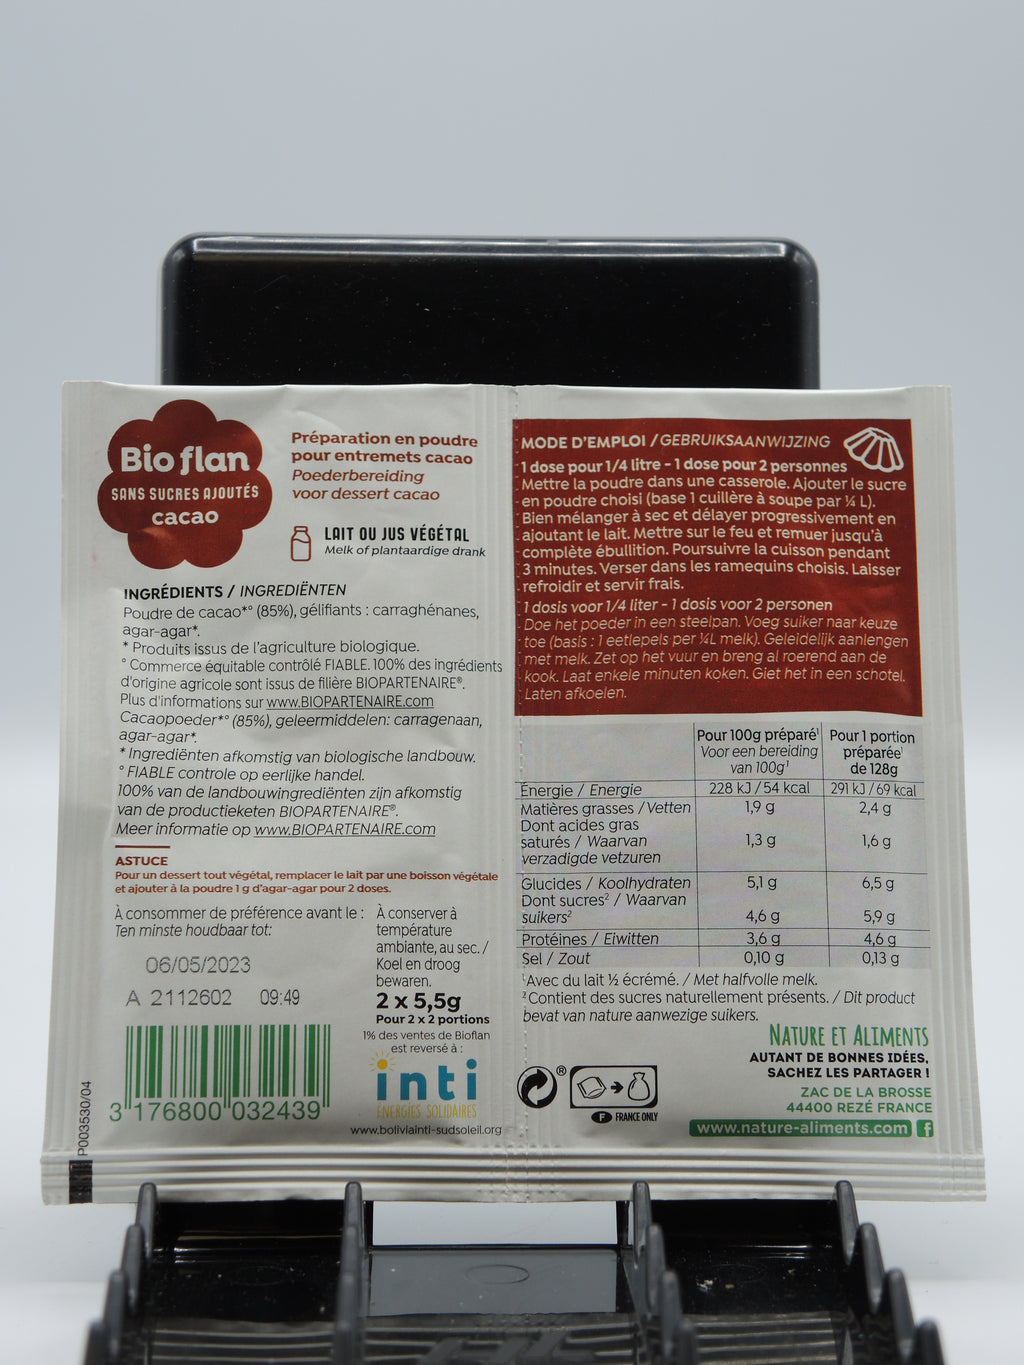 Bio flan
SANS SUCRES AJOUTÉS
cacao
Préparation en poudre
pour entremets cacao
Poederbereiding
voor dessert cacao
LAIT OU JUS VÉGÉTAL
Melk of plantaardige drank
INGRÉDIENTS / INGREDIËNTEN
Poudre de cacao*° (85%), gélifiants : carraghénanes,
agar-agar*.
* Produits issus de l'agriculture biologique.
° Commerce équitable contrôlé FIABLE. 100% des ingrédients
d'origine agricole sont issus de filière BIOPARTENAIRE®.
Plus d'informations sur www.BIOPARTENAIRE.com
Cacaopoeder*° (85%), geleermiddelen: carragenaan,
agar-agar*.
* Ingrediënten afkomstig van biologische landbouw.
° FIABLE controle op eerlijke handel.
100% van de landbouwingrediënten zijn afkomstig
van de productieketen BIOPARTENAIRE®.
Meer informatie op www.BIOPARTENAIRE.com
ASTUCE
Pour un dessert tout végétal, remplacer le lait par une boisson végétale
et ajouter à la poudre 1 g d'agar-agar pour 2 doses.
À consommer de préférence avant le :
Ten minste houdbaar tot:
06/05/2023
A 2112602 09:49
3 176800 032439
P003530/04
À conserver à
température
ambiante, au sec. /
Koel en droog
bewaren.
2 x 5,5g
Pour 2 x 2 portions
1% des ventes de Bioflan
est reversé à :
inti
ENERGIES SOLIDAIRES
www.boliviainti-sudsoleil.org
MODE D'EMPLOI / GEBRUIKSAANWIJZING
1 dose pour 1/4 litre - 1 dose pour 2 personnes
Mettre la poudre dans une casserole. Ajouter le sucre
en poudre choisi (base 1 cuillère à soupe par ¼ L).
Bien mélanger à sec et délayer progressivement en
ajoutant le lait. Mettre sur le feu et remuer jusqu'à
complète ébullition. Poursuivre la cuisson pendant
3 minutes. Verser dans les ramequins choisis. Laisser
refroidir et servir frais.
1 dosis voor 1/4 liter - 1 dosis voor 2 personen
Doe het poeder in een steelpan. Voeg suiker naar keuze
toe (basis : 1 eetlepels per ¼L melk). Geleidelijk aanlengen
met melk. Zet op het vuur en breng al roerend aan de
kook. Laat enkele minuten koken. Giet het in een schotel.
Laten afkoelen.
Pour 100g préparé¹ Pour 1 portion
Voor een bereiding préparée¹
van 100g¹ de 128g
Énergie / Energie 228 kJ / 54 kcal 291 kJ / 69 kcal
Matières grasses / Vetten 1,9 g 2,4 g
Dont acides gras
saturés / Waarvan 1,3 g 1,6 g
verzadigde vetzuren
Glucides / Koolhydraten 5,1 g 6,5 g
Dont sucres² / Waarvan
suikers² 4,6 g 5,9 g
Protéines / Eiwitten 3,6 g 4,6 g
Sel / Zout 0,10 g 0,13 g
¹Avec du lait ½ écrémé. / Met halfvolle melk.
²Contient des sucres naturellement présents. / Dit product
bevat van nature aanwezige suikers.
NATURE ET ALIMENTS
AUTANT DE BONNES IDÉES,
SACHEZ LES PARTAGER !
ZAC DE LA BROSSE
44400 REZÉ FRANCE
www.nature-aliments.com f
®
F FRANCE ONLY